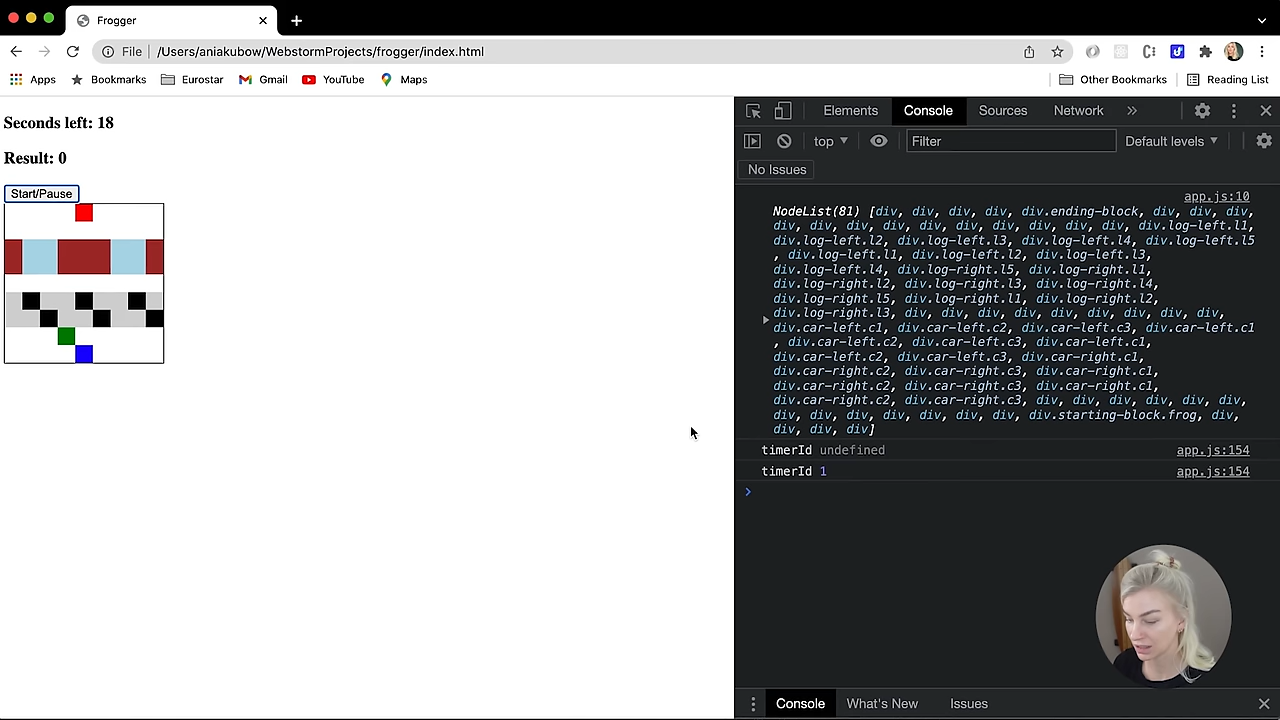 Frogger
File
/Users/aniakubow/WebstormProjects/frogger/index.html
Apps
Bookmarks
Eurostar
Gmail
YouTube
Maps
Other Bookmarks
Reading List
Seconds left: 18
Result: 0
Start/Pause
Elements
Console
Sources
Network
»
top
Filter
Default levels
No Issues
app.js:10
NodeList(81) [div, div, div, div, div.ending-block, div, div, div,
div, div, div, div, div, div, div, div, div, div, div.log-left.l1,
div.log-left.l2, div.log-left.l3, div.log-left.l4, div.log-left.l5
, div.log-left.l1, div.log-left.l2, div.log-left.l3,
div.log-left.l4, div.log-right.l5, div.log-right.l1,
div.log-right.l2, div.log-right.l3, div.log-right.l4,
div.log-right.l5, div.log-right.l1, div.log-right.l2,
div.log-right.l3, div, div, div, div, div, div, div, div, div,
div.car-left.c1, div.car-left.c2, div.car-left.c3, div.car-left.c1
, div.car-left.c2, div.car-left.c3, div.car-left.c1,
div.car-left.c2, div.car-left.c3, div.car-right.c1,
div.car-right.c2, div.car-right.c3, div.car-right.c1,
div.car-right.c2, div.car-right.c3, div.car-right.c1,
div.car-right.c2, div.car-right.c3, div, div, div, div, div, div,
div, div, div, div, div, div, div, div.starting-block.frog, div,
div, div, div]
timerId undefined
app.js:154
timerId 1
app.js:154
Console
What's New
Issues